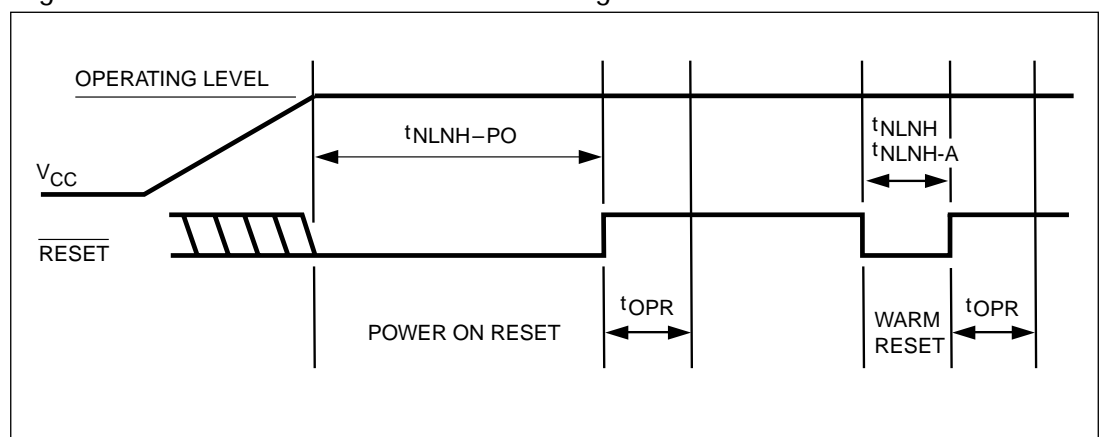 OPERATING LEVEL
tNLNH–PO
tNLNH
tNLNH-A
VCC
RESET
tOPR
POWER ON RESET
WARM
RESET
tOPR